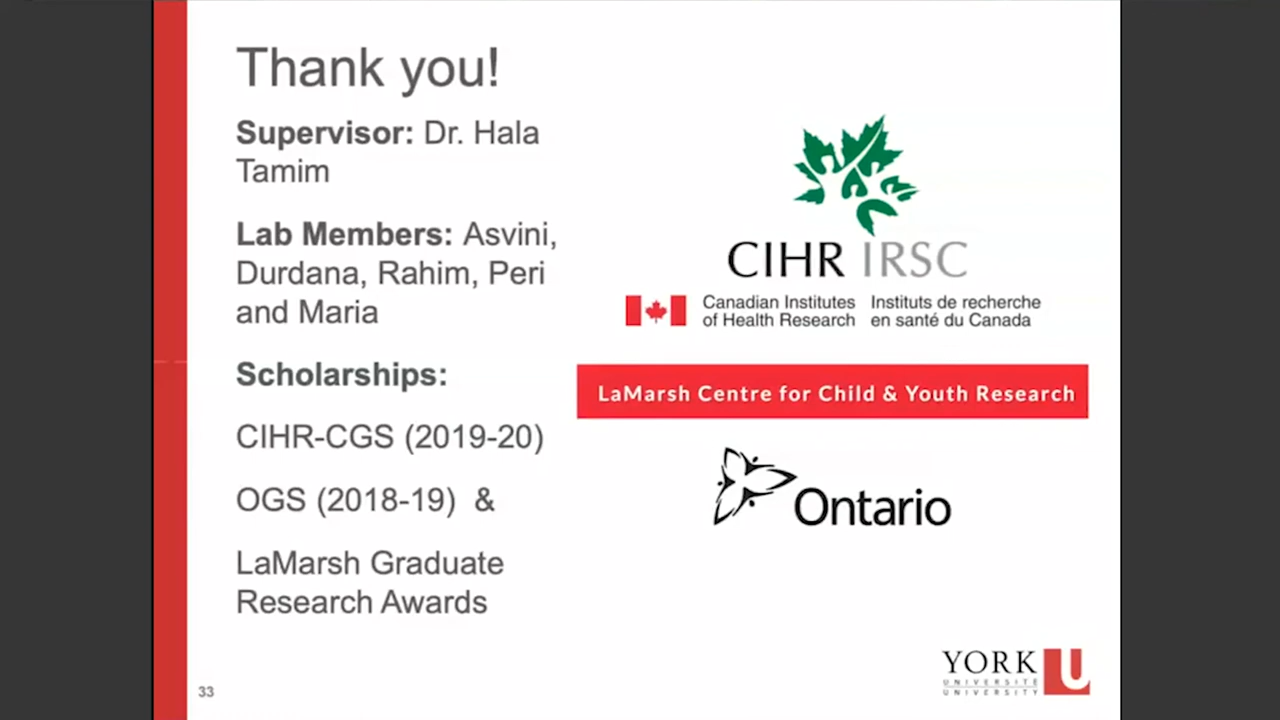 Thank you!
Supervisor: Dr. Hala
Tamim
Lab Members: Asvini,
Durdana, Rahim, Peri
and Maria
Scholarships:
CIHR-CGS (2019-20)
OGS (2018-19) &
LaMarsh Graduate
Research Awards
CIHR IRSC
Canadian Institutes
of Health Research
Instituts de recherche
en santé du Canada
LaMarsh Centre for Child & Youth Research
Ontario
YORK U
UNIVERSITÉ
UNIVERSITY
33